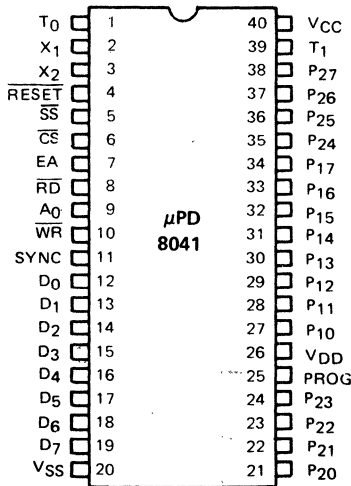 T0 1 40 VCC
X1 2 39 T1
X2 3 38 P27
RESET 4 37 P26
SS 5 36 P25
CS 6 35 P24
EA 7 34 P17
RD 8 33 P16
A0 9 32 P15
WR 10 31 P14
μPD
8041
SYNC 11 30 P13
D0 12 29 P12
D1 13 28 P11
D2 14 27 P10
D3 15 26 VDD
D4 16 25 PROG
D5 17 24 P23
D6 18 23 P22
D7 19 22 P21
VSS 20 21 P20